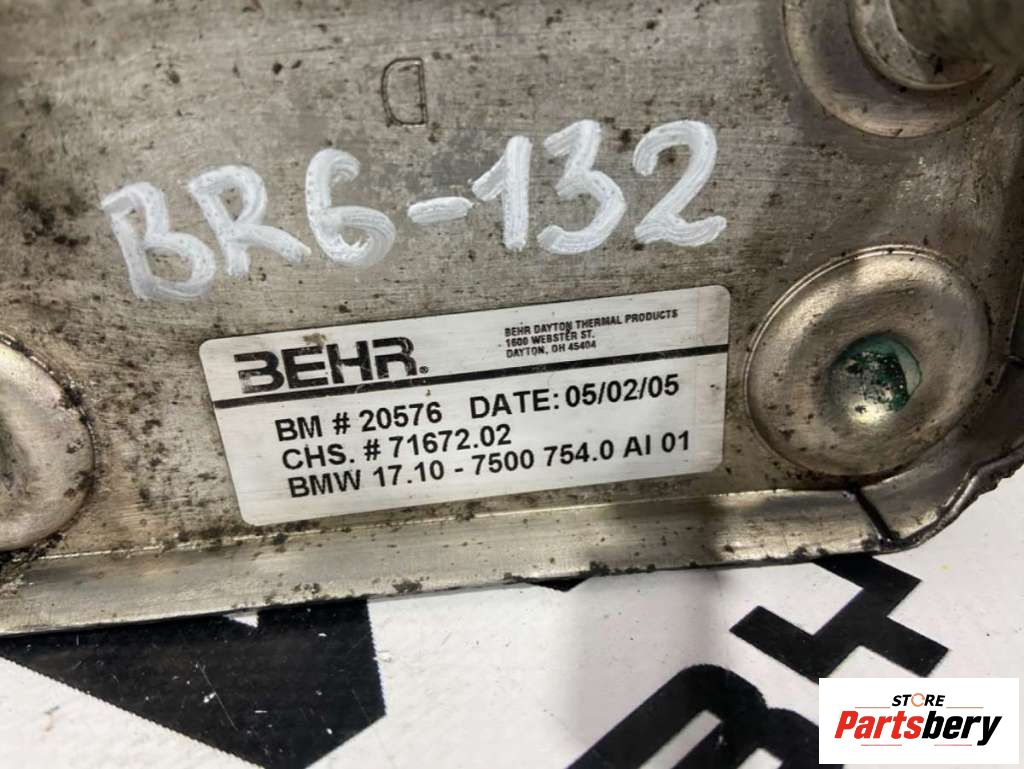 D
BR6-132
BEHR®
BEHR DAYTON THERMAL PRODUCTS
1600 WEBSTER ST.
DAYTON, OH 45404
BM # 20576 DATE: 05/02/05
CHS. # 71672.02
BMW 17.10 - 7500 754.0 AI 01
STORE
Partsbery